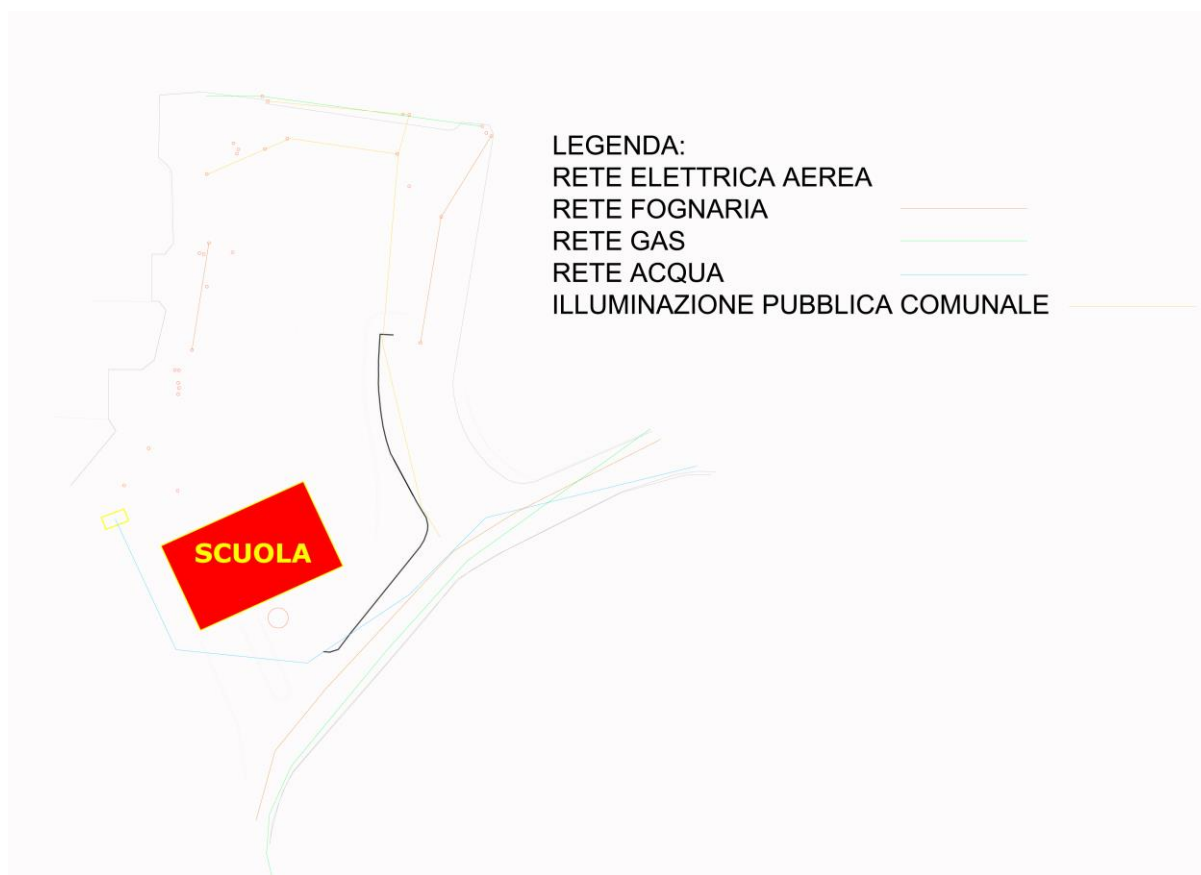 LEGENDA:
RETE ELETTRICA AEREA
RETE FOGNARIA
RETE GAS
RETE ACQUA
ILLUMINAZIONE PUBBLICA COMUNALE
SCUOLA